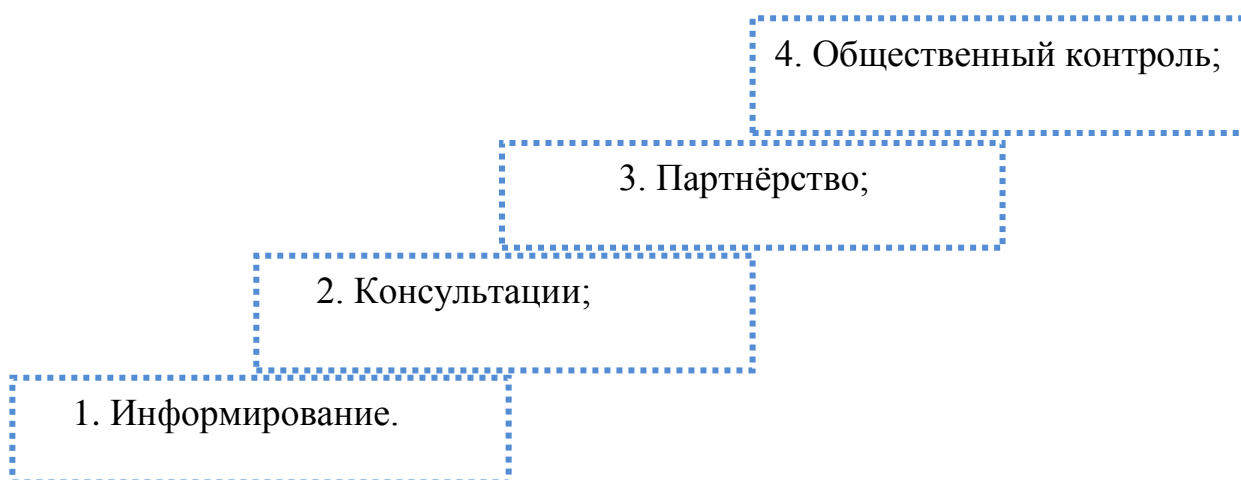 4. Общественный контроль;
3. Партнёрство;
2. Консультации;
1. Информирование.